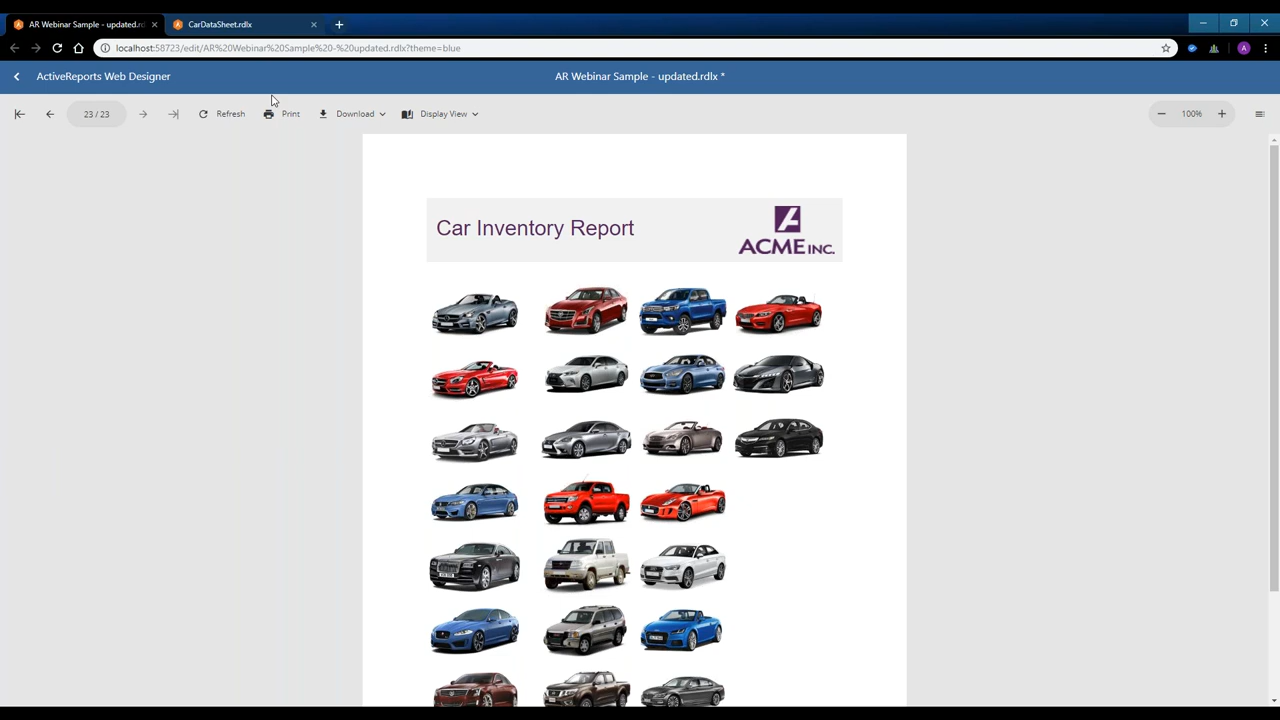 AR Webinar Sample - updated.rd
CarDataSheet.rdlx
localhost:58723/edit/AR%20Webinar%20Sample%20-%20updated.rdlx?theme=blue
A
ActiveReports Web Designer
AR Webinar Sample - updated.rdlx *
23 / 23
Refresh
Print
Download
Display View
100%
Car Inventory Report
ACME INC.